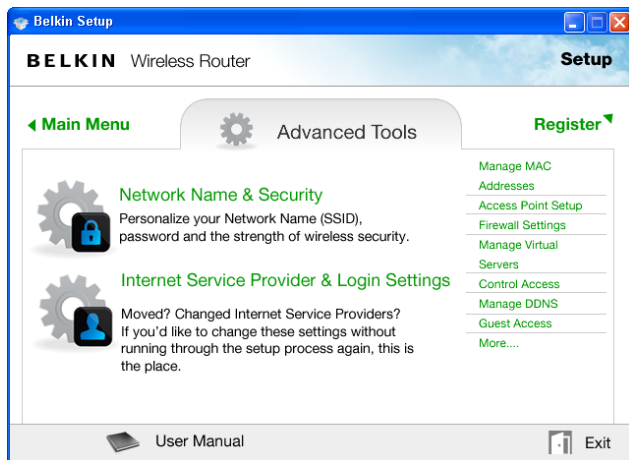 Belkin Setup
BELKIN Wireless Router
Setup
Main Menu
Advanced Tools
Register
Network Name & Security
Personalize your Network Name (SSID),
password and the strength of wireless security.
Internet Service Provider & Login Settings
Moved? Changed Internet Service Providers?
If you'd like to change these settings without
running through the setup process again, this is
the place.
Manage MAC
Addresses
Access Point Setup
Firewall Settings
Manage Virtual
Servers
Control Access
Manage DDNS
Guest Access
More....
User Manual
Exit